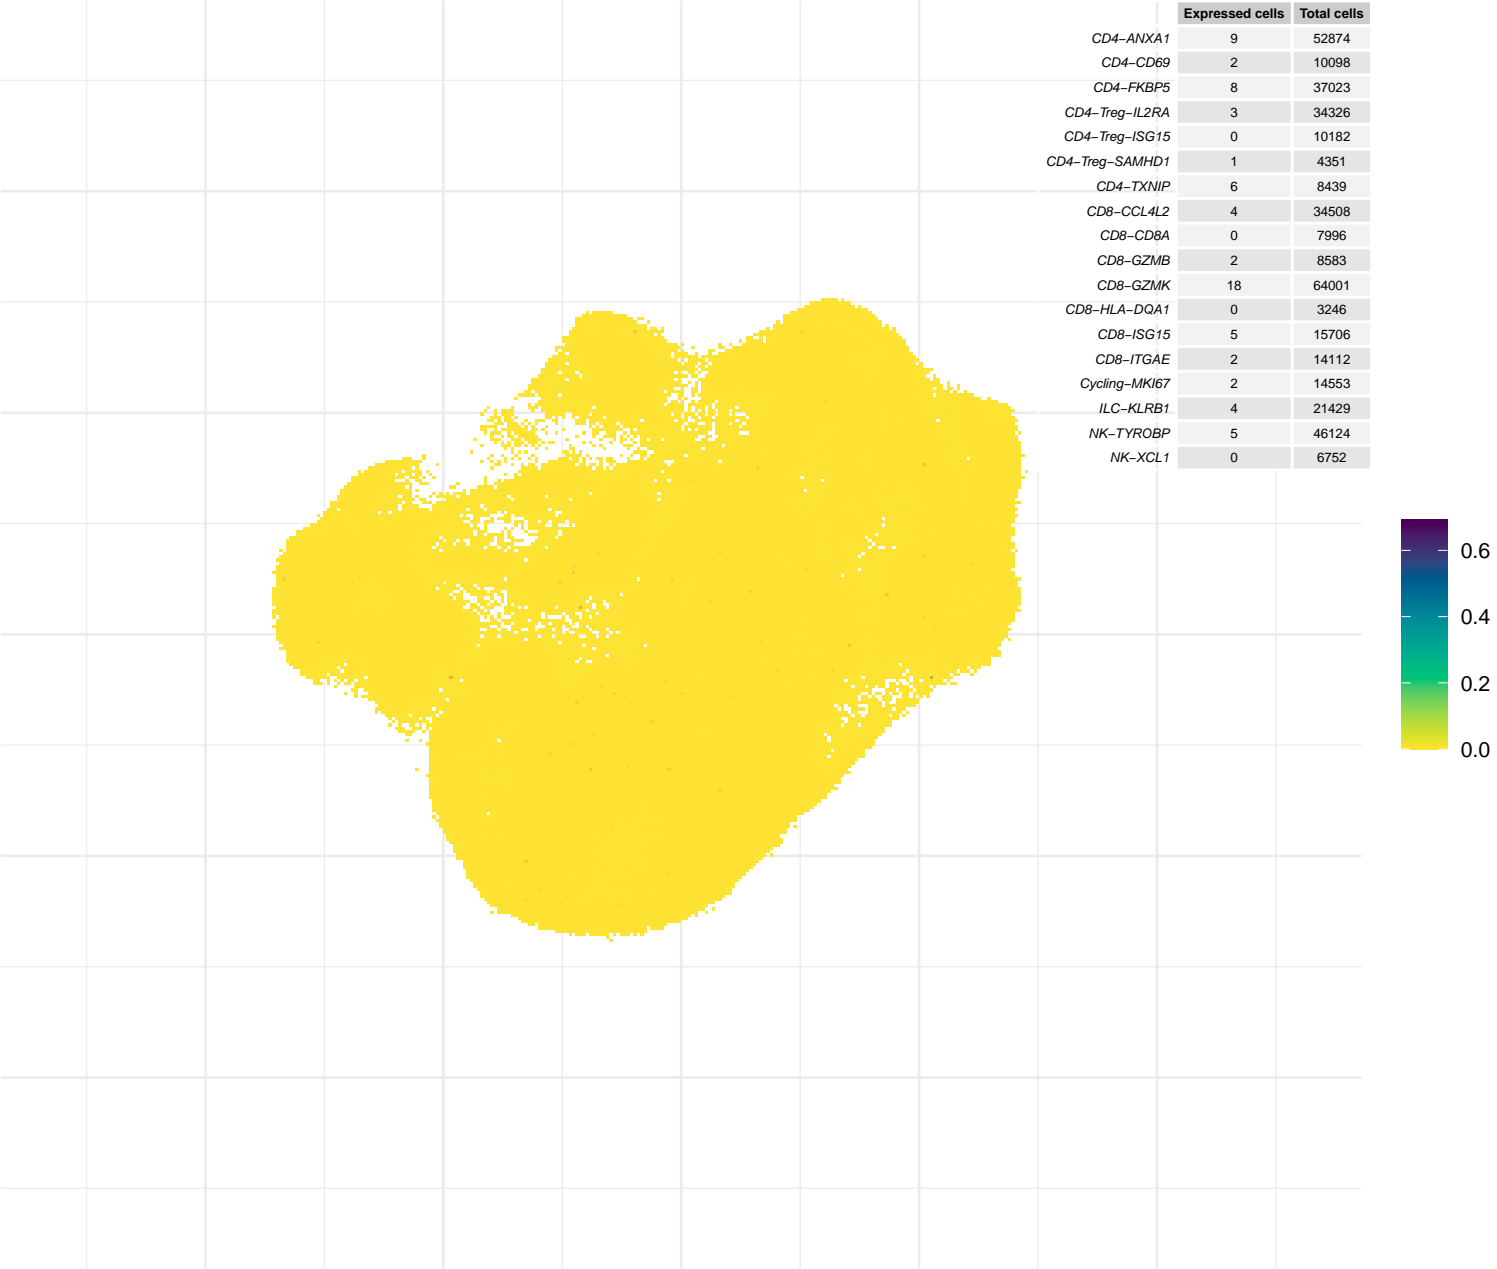 Expressed cells Total cells
CD4−ANXA1 9 52874
CD4−CD69 2 10098
CD4−FKBP5 8 37023
CD4−Treg−IL2RA 3 34326
CD4−Treg−ISG15 0 10182
CD4−Treg−SAMHD1 1 4351
CD4−TXNIP 6 8439
CD8−CCL4L2 4 34508
CD8−CD8A 0 7996
CD8−GZMB 2 8583
CD8−GZMK 18 64001
CD8−HLA−DQA1 0 3246
CD8−ISG15 5 15706
CD8−ITGAE 2 14112
Cycling−MKI67 2 14553
ILC−KLRB1 4 21429
NK−TYROBP 5 46124
NK−XCL1 0 6752
0.6
0.4
0.2
0.0